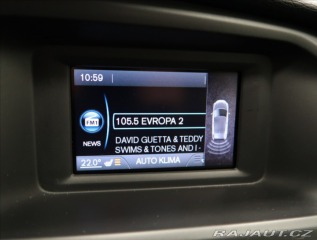 10:59
FM1
105.5 EVROPA 2
NEWS
DAVID GUETTA & TEDDY
SWIMS & TONES AND I -
22.0° AUTO KLIMA
RAJAUT.CZ